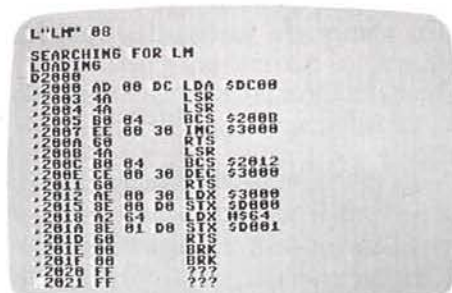 L"LM" 08
SEARCHING FOR LM
LOADING
D2000
,2000 AD 00 DC LDA $DC00
,2003 4A LSR
,2004 4A LSR
,2005 B0 04 BCS $200B
,2007 EE 00 30 INC $3000
,200A 60 RTS
,200B 4A LSR
,200C B0 04 BCS $2012
,200E CE 00 30 DEC $3000
,2011 60 RTS
,2012 AE 00 30 LDX $3000
,2015 8E 00 D0 STX $D000
,2018 A2 64 LDX #$64
,201A 8E 01 D0 STX $D001
,201D 60 RTS
,201E 00 BRK
,201F 00 BRK
,2020 FF ???
,2021 FF ???